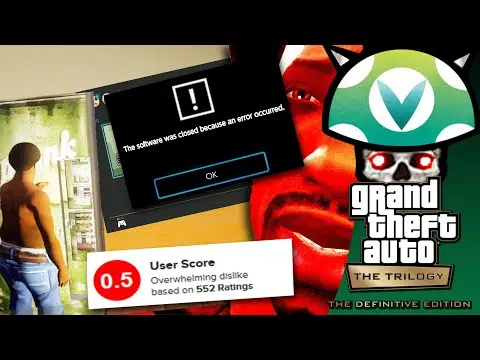 The software was closed because an error occurred.
OK
0.5
User Score
Overwhelming dislike
based on 552 Ratings
grand
theft
auto
THE TRILOGY
THE DEFINITIVE EDITION